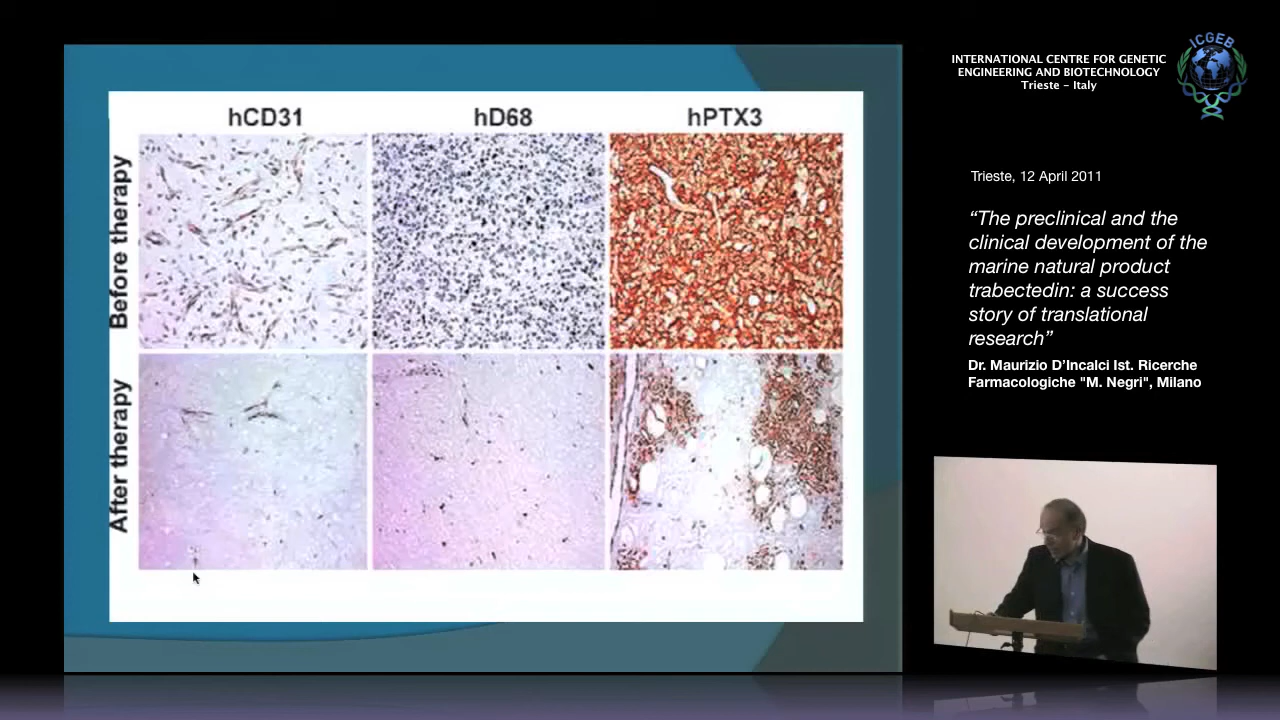 hCD31 hD68 hPTX3
Before therapy
After therapy
INTERNATIONAL CENTRE FOR GENETIC
ENGINEERING AND BIOTECHNOLOGY
Trieste – Italy
ICGEB
Trieste, 12 April 2011
“The preclinical and the
clinical development of the
marine natural product
trabectedin: a success
story of translational
research”
Dr. Maurizio D’Incalci Ist. Ricerche
Farmacologiche "M. Negri", Milano